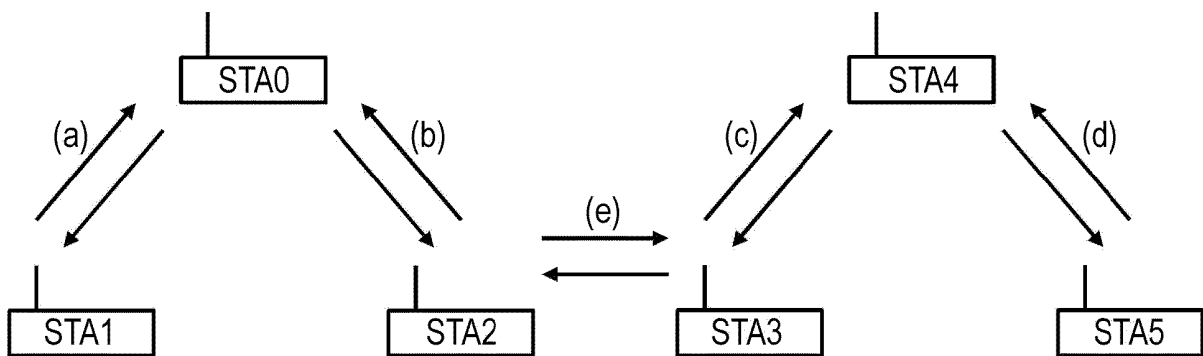 STA0 STA4
(a) (b) (c) (d)
(e)
STA1 STA2 STA3 STA5